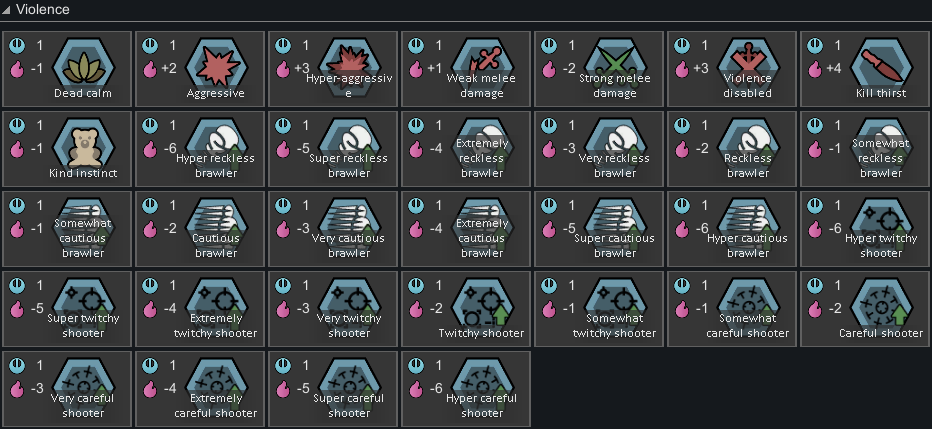 Violence
1 1 1 1 1 1 1
-1 +2 +3 +1 -2 +3 +4
Hyper-aggressiv Weak melee Strong melee Violence
Dead calm Aggressive e damage damage disabled Kill thirst
1 1 1 1 1 1 1
-1 -6 -5 -4 -3 -2 -1
Extremely Somewhat
Hyper reckless Super reckless reckless Very reckless Reckless reckless
Kind instinct brawler brawler brawler brawler brawler brawler
1 1 1 1 1 1 1
-1 -2 -3 -4 -5 -6 -6
Somewhat Extremely
cautious Cautious Very cautious cautious Super cautious Hyper cautious Hyper twitchy
brawler brawler brawler brawler brawler brawler shooter
1 1 1 1 1 1 1
-5 -4 -3 -2 -1 -1 -2
Super twitchy Extremely Very twitchy Somewhat Somewhat
shooter twitchy shooter shooter Twitchy shooter twitchy shooter careful shooter Careful shooter
1 1 1 1
-3 -4 -5 -6
Very careful Extremely Super careful Hyper careful
shooter careful shooter shooter shooter